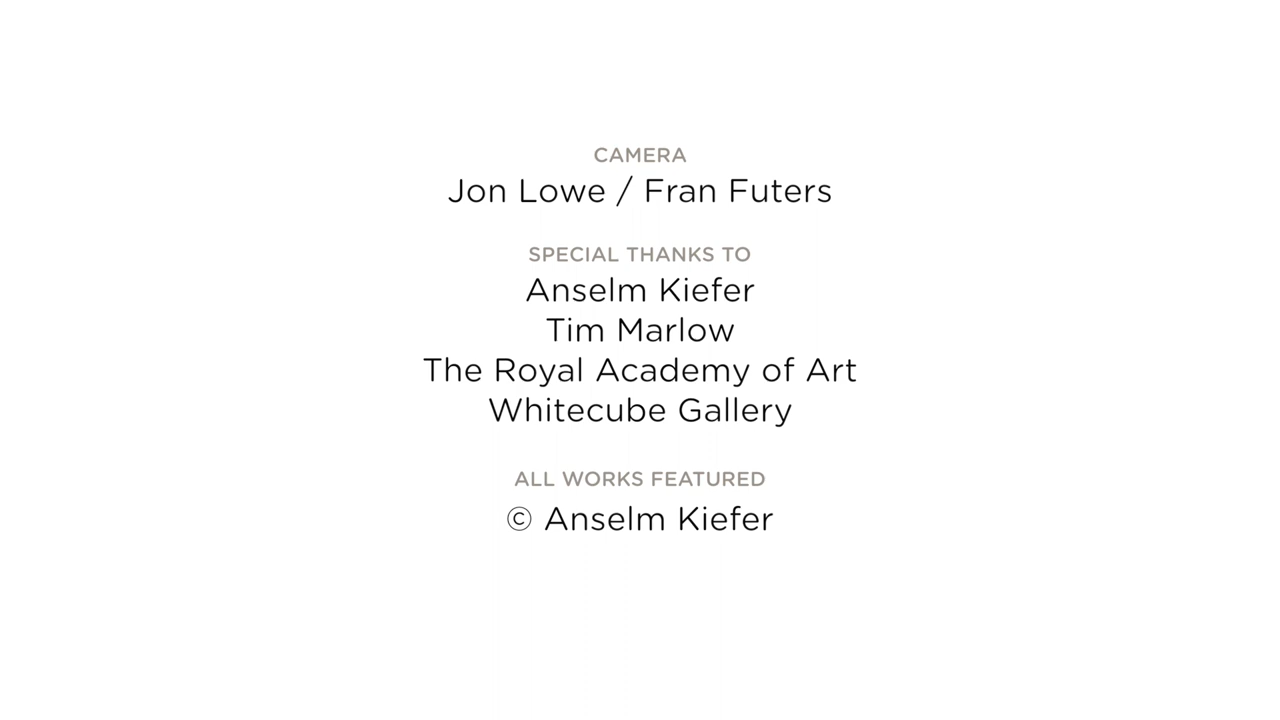 CAMERA
Jon Lowe / Fran Futers
SPECIAL THANKS TO
Anselm Kiefer
Tim Marlow
The Royal Academy of Art
Whitecube Gallery
ALL WORKS FEATURED
© Anselm Kiefer